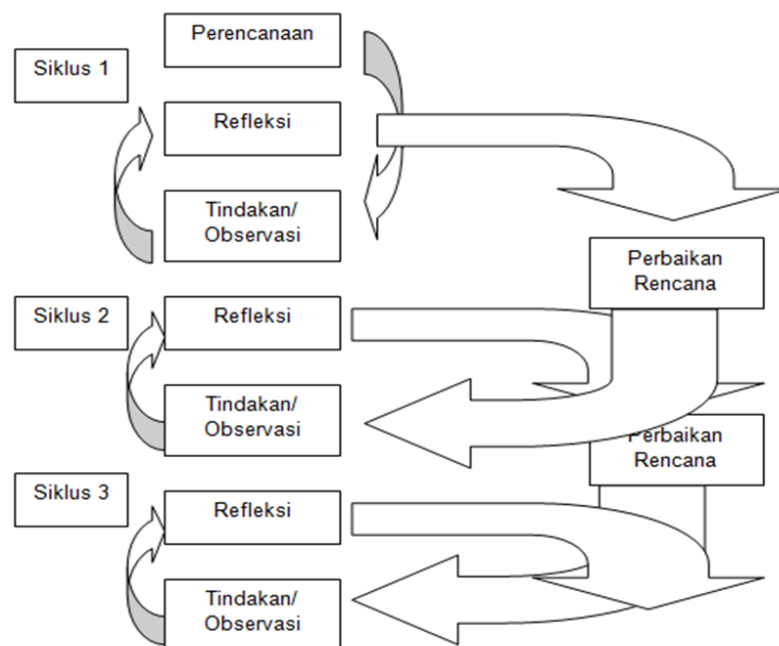 Perencanaan
Siklus 1
Refleksi
Tindakan/
Observasi
Perbaikan
Rencana
Siklus 2
Refleksi
Tindakan/
Observasi
Perbaikan
Rencana
Siklus 3
Refleksi
Tindakan/
Observasi